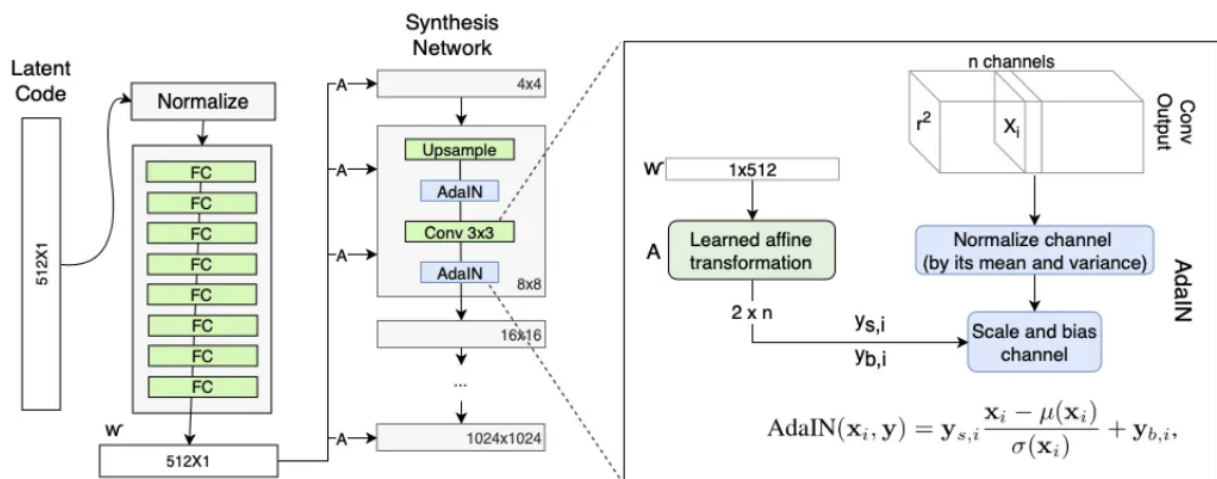 Latent
Code
512X1
Normalize
FC
FC
FC
FC
FC
FC
FC
FC
w
512X1
Synthesis
Network
A
4x4
A
Upsample
AdaIN
A
Conv 3x3
AdaIN
8x8
16x16
...
A
1024x1024
n channels
r²
Xi
Conv
Output
w
1x512
A
Learned affine
transformation
2 x n
Normalize channel
(by its mean and variance)
AdaIN
ys,i
yb,i
Scale and bias
channel
AdaIN(xᵢ, y) = y_{s,i} (xᵢ − μ(xᵢ)) / σ(xᵢ) + y_{b,i},